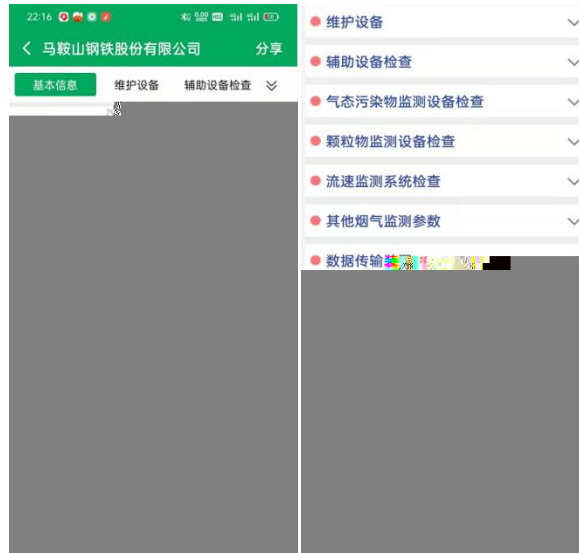 22:16
马鞍山钢铁股份有限公司
分享
基本信息 维护设备 辅助设备检查
维护设备
辅助设备检查
气态污染物监测设备检查
颗粒物监测设备检查
流速监测系统检查
其他烟气监测参数
数据传输装